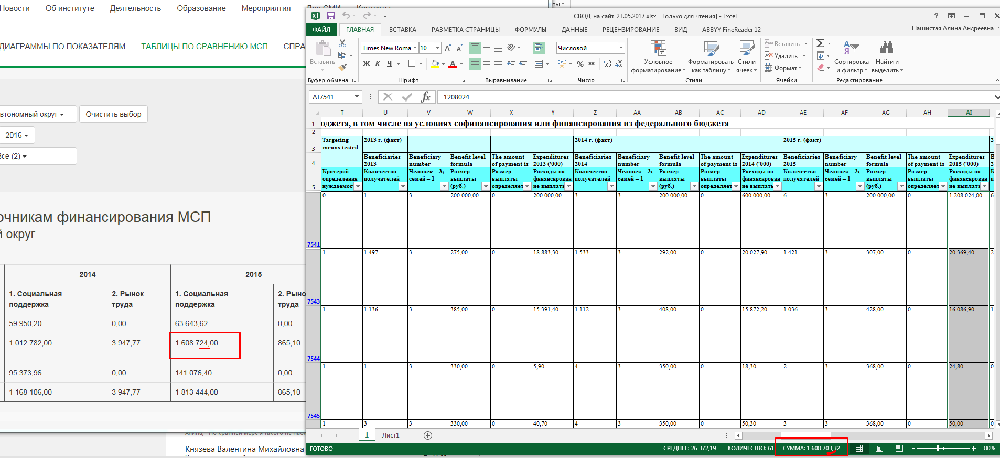 Новости Об институте Деятельность Образование Мероприятия Для СМИ Контакты
ДИАГРАММЫ ПО ПОКАЗАТЕЛЯМ ТАБЛИЦЫ ПО СРАВНЕНИЮ МСП СПРА
втономный округ Очистить выбор
2016
Все (2)
очникам финансирования МСП
й округ
2014 2015
1. Социальная поддержка 2. Рынок труда 1. Социальная поддержка 2. Рыно труда
59 950,20 0,00 63 643,62 0,00
1 012 782,00 3 947,77 1 608 724,00 865,10
95 373,96 0,00 141 076,40 0,00
1 168 106,00 3 947,77 1 813 444,00 865,10
Князева Валентина Михайловна
СВОД_на сайт_23.05.2017.xlsx [Только для чтения] - Excel
ФАЙЛ ГЛАВНАЯ ВСТАВКА РАЗМЕТКА СТРАНИЦЫ ФОРМУЛЫ ДАННЫЕ РЕЦЕНЗИРОВАНИЕ ВИД ABBYY FineReader 12 Пашистая Алина Андреевна
Вставить
Буфер обмена
Times New Roma 10
Ж К Ч
Шрифт
Выравнивание
Числовой
% 000
Число
Условное форматирование Форматировать как таблицу Стили ячеек
Стили
Вставить
Удалить
Формат
Ячейки
Сортировка и фильтр Найти и выделить
Редактирование
AI7541 fx 1208024
T U V W X Y Z AA AB AC AD AE AF AG AH AI
1 оджета, в том числе на условиях софинансирования или финансирования из федерального бюджета
2
3 Targeting means tested 2013 г. (факт) 2014 г. (факт) 2015 г. (факт) 2
4 Beneficiaries 2013 Beneficiary number Benefit level formula The amount of payment is Expenditures 2013 ('000) Beneficiaries 2014 Beneficiary number Benefit level formula The amount of payment is Expenditures 2014 ('000) Beneficiaries 2015 Beneficiary number Benefit level formula The amount of payment is Expenditures 2015 ('000)
5 Критерий определения нуждаемост Количество получателей Человек – 3; семей – 1 Размер выплаты (руб.) Размер выплаты определяет Расходы на финансирован ие выплать Количество получателей Человек – 3; семей – 1 Размер выплаты (руб.) Размер выплаты определяет Расходы на финансирован ие выплать Количество получателей Человек – 3; семей – 1 Размер выплаты (руб.) Размер выплаты определяет Расходы на финансирован ие выплать
7541 0 1 3 200 000,00 0 200 000,00 3 3 200 000,00 0 600 000,00 6 3 200 000,00 0 1 208 024,00 6
7543 1 1 497 3 275,00 0 18 883,30 1 533 3 292,00 0 20 027,90 1 421 3 307,00 0 20 369,40 2
7544 1 1 136 3 385,00 0 15 391,40 1 112 3 408,00 0 15 872,20 1 036 3 428,00 0 16 086,90 1
7545 1 1 3 330,00 0 5,90 4 3 350,00 0 18,30 2 3 368,00 0 24,80 0
1 3 3 330,00 0 40,70 4 3 350,00 0 50,30 3 3 368,00 0 50,00 0
1 Лист1
ГОТОВО СРЕДНЕЕ: 26 372,19 КОЛИЧЕСТВО: 61 СУММА: 1 608 703,32 80%